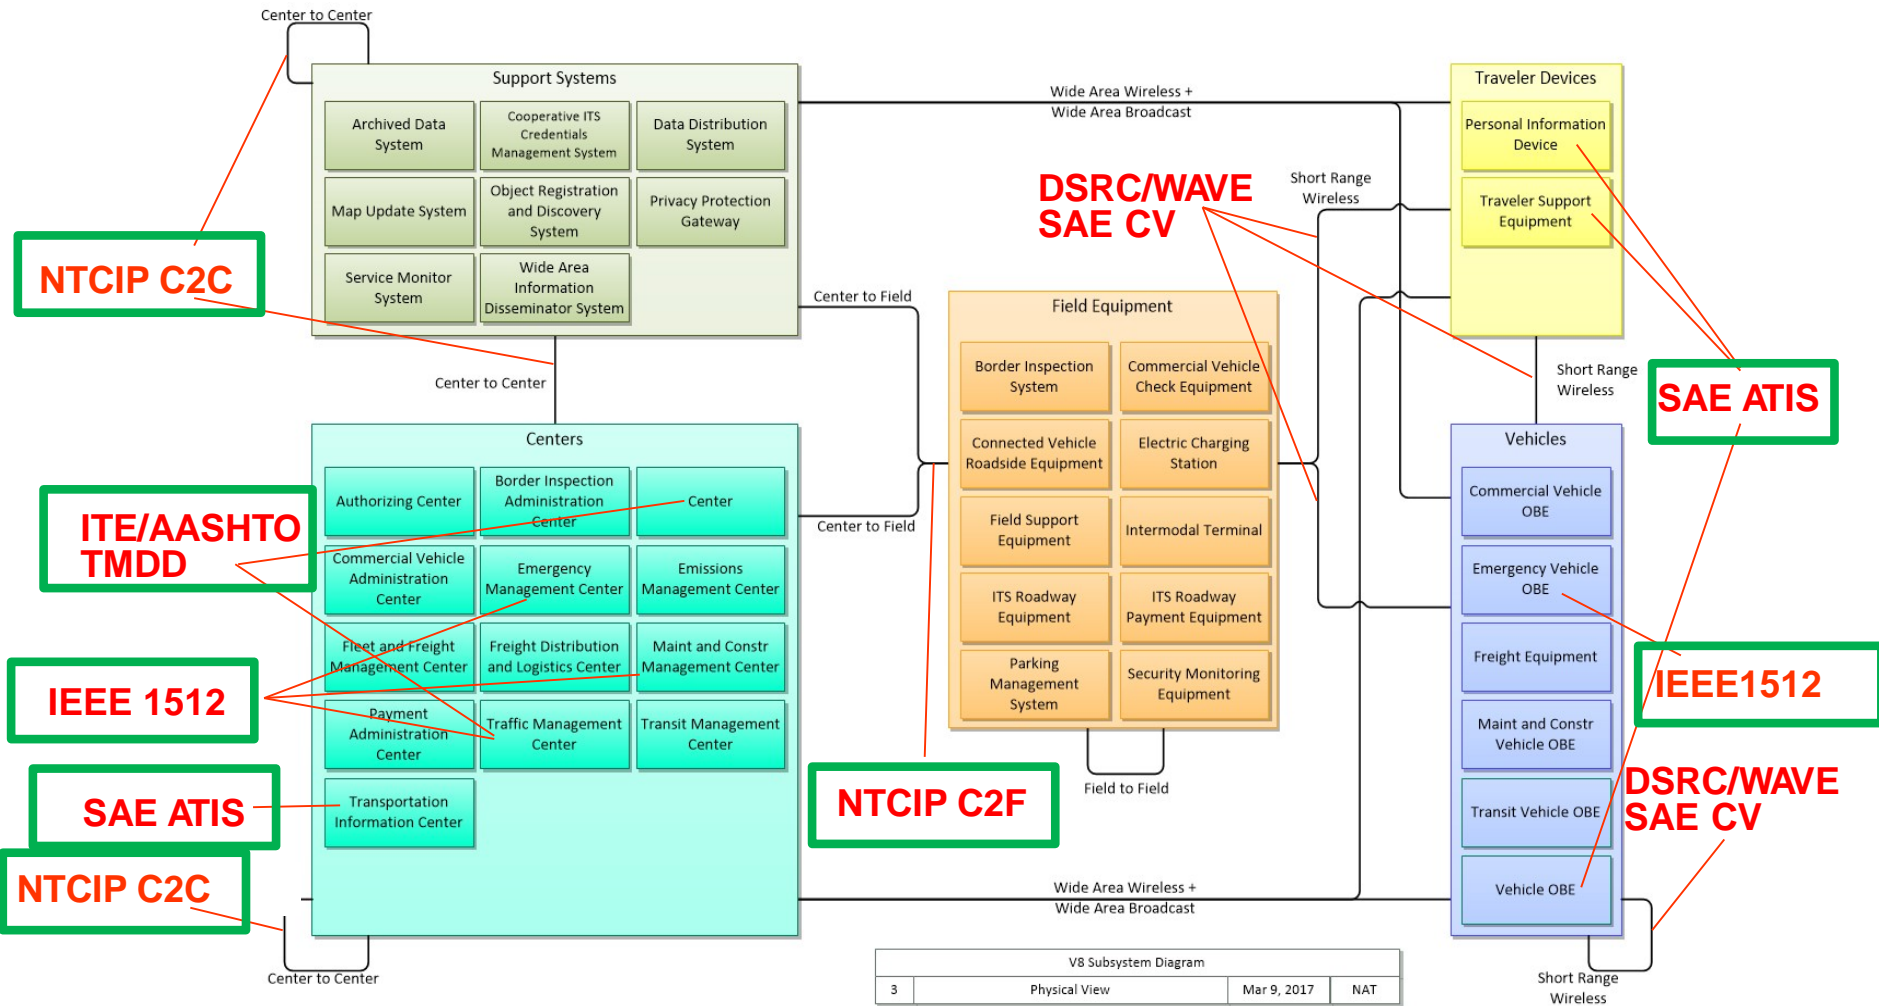 Center to Center
Support Systems
Archived Data
System
Cooperative ITS
Credentials
Management System
Data Distribution
System
Map Update System
Object Registration
and Discovery
System
Privacy Protection
Gateway
Service Monitor
System
Wide Area
Information
Disseminator System
NTCIP C2C
Center to Center
Wide Area Wireless +
Wide Area Broadcast
Center to Field
DSRC/WAVE
SAE CV
Short Range
Wireless
Traveler Devices
Personal Information
Device
Traveler Support
Equipment
Short Range
Wireless
SAE ATIS
Field Equipment
Border Inspection
System
Commercial Vehicle
Check Equipment
Connected Vehicle
Roadside Equipment
Electric Charging
Station
Field Support
Equipment
Intermodal Terminal
ITS Roadway
Equipment
ITS Roadway
Payment Equipment
Parking
Management
System
Security Monitoring
Equipment
Field to Field
NTCIP C2F
Center to Field
Centers
Authorizing Center
Border Inspection
Administration
Center
Center
Commercial Vehicle
Administration
Center
Emergency
Management Center
Emissions
Management Center
Fleet and Freight
Management Center
Freight Distribution
and Logistics Center
Maint and Constr
Management Center
Payment
Administration
Center
Traffic Management
Center
Transit Management
Center
Transportation
Information Center
ITE/AASHTO
TMDD
IEEE 1512
SAE ATIS
NTCIP C2C
Center to Center
Wide Area Wireless +
Wide Area Broadcast
Vehicles
Commercial Vehicle
OBE
Emergency Vehicle
OBE
Freight Equipment
Maint and Constr
Vehicle OBE
Transit Vehicle OBE
Vehicle OBE
IEEE1512
DSRC/WAVE
SAE CV
Short Range
Wireless
V8 Subsystem Diagram
3 Physical View Mar 9, 2017 NAT